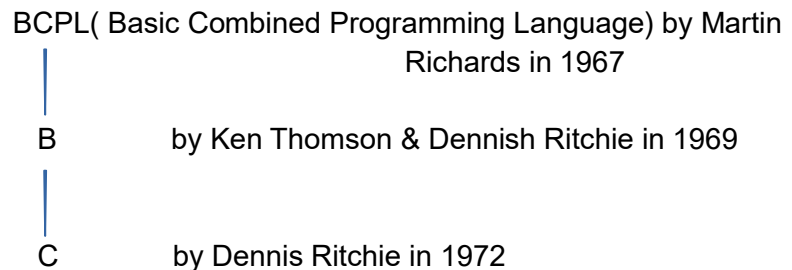 BCPL( Basic Combined Programming Language) by Martin
Richards in 1967
B by Ken Thomson & Dennish Ritchie in 1969
C by Dennis Ritchie in 1972